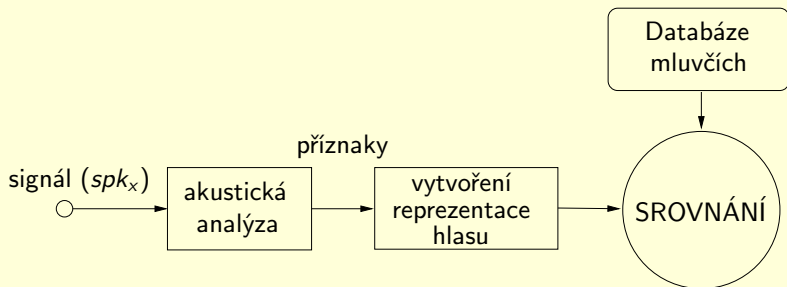 Databáze
mluvčích
příznaky
signál (spkₓ)
akustická
analýza
vytvoření
reprezentace
hlasu
SROVNÁNÍ